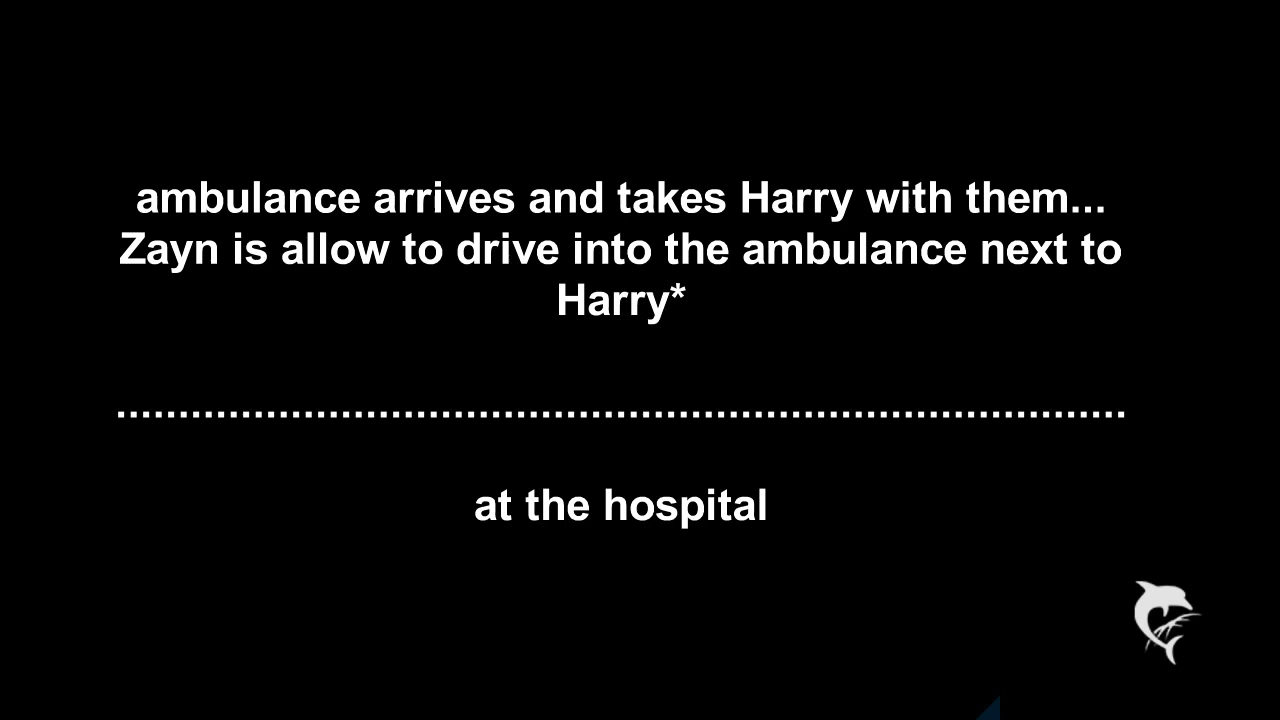 ambulance arrives and takes Harry with them...
Zayn is allow to drive into the ambulance next to
Harry*
.................................................................................
at the hospital